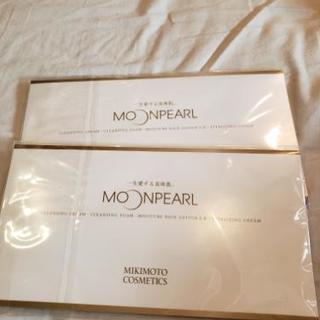 一生愛する真珠肌。
MOONPEARL
CLEANSING CREAM · CLEANSING FOAM · MOISTURE RICH LOTION
一生愛する真珠肌。
MOONPEARL
CLEANSING CREAM · CLEANSING FOAM · MOISTURE RICH LOTION CREAM
MIKIMOTO
COSMETICS